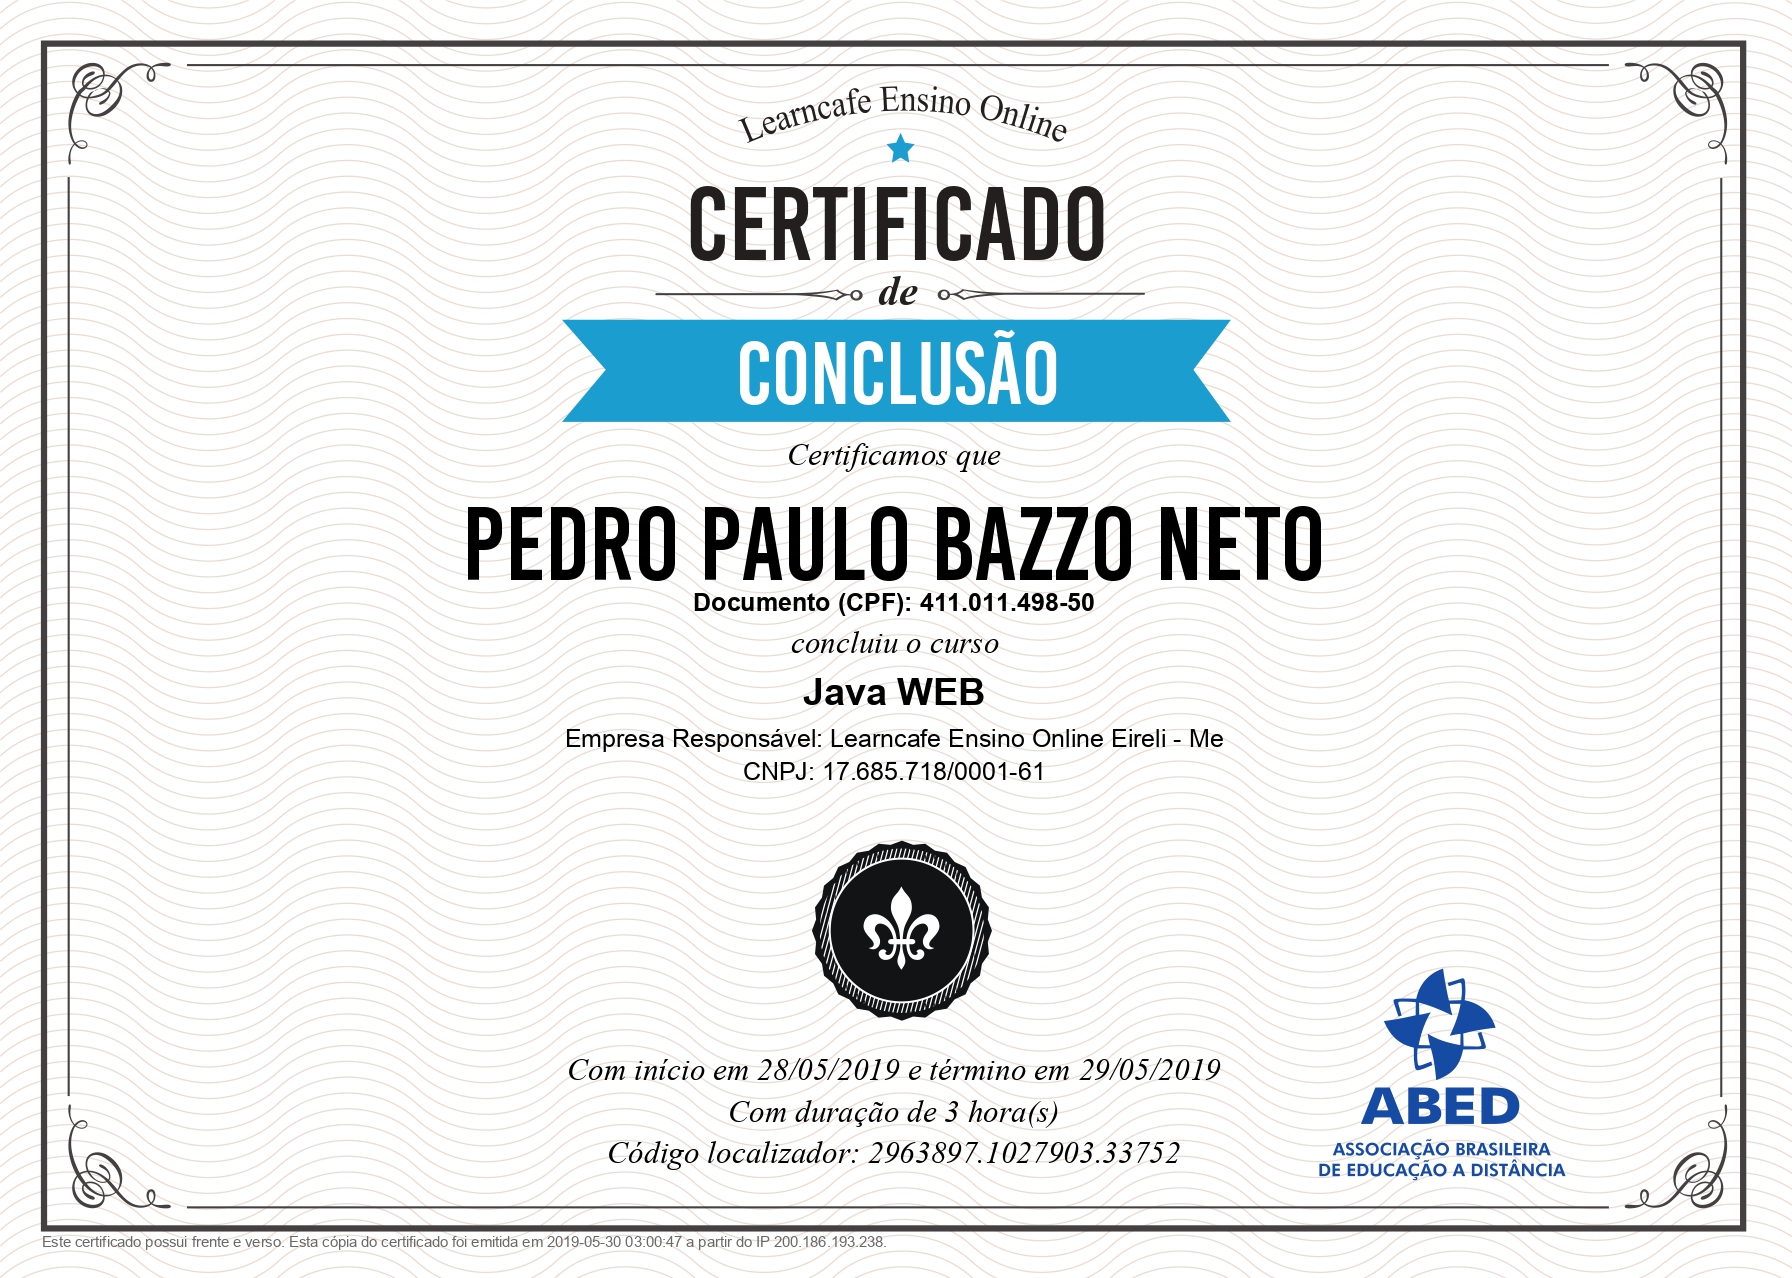 Learncafe Ensino Online
CERTIFICADO
de
CONCLUSÃO
Certificamos que
PEDRO PAULO BAZZO NETO
Documento (CPF): 411.011.498-50
concluiu o curso
Java WEB
Empresa Responsável: Learncafe Ensino Online Eireli - Me
CNPJ: 17.685.718/0001-61
Com início em 28/05/2019 e término em 29/05/2019
Com duração de 3 hora(s)
Código localizador: 2963897.1027903.33752
ABED
ASSOCIAÇÃO BRASILEIRA
DE EDUCAÇÃO A DISTÂNCIA
Este certificado possui frente e verso. Esta cópia do certificado foi emitida em 2019-05-30 03:00:47 a partir do IP 200.186.193.238.